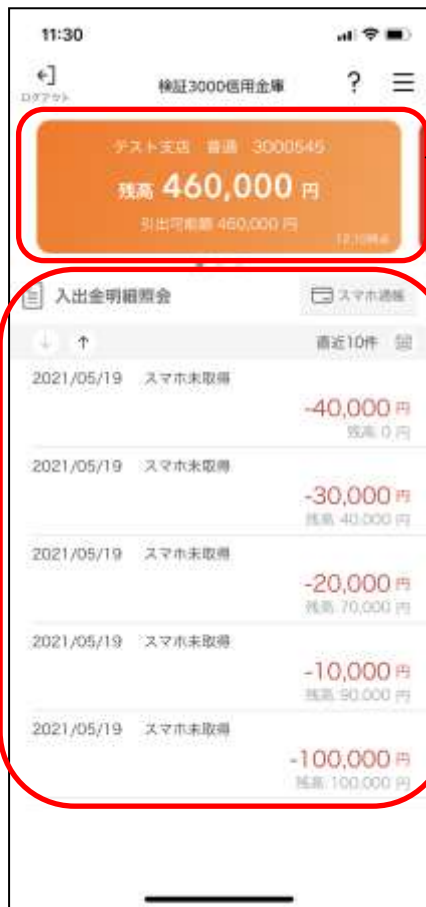 11:30
ログアウト
検証3000信用金庫
?
テスト支店 普通 3000545
残高 460,000 円
引出可能額 460,000 円
12:10時点
入出金明細照会
スマホ通帳
↓ ↑
直近10件
2021/05/19 スマホ未取得
-40,000 円
残高 0 円
2021/05/19 スマホ未取得
-30,000 円
残高 40,000 円
2021/05/19 スマホ未取得
-20,000 円
残高 70,000 円
2021/05/19 スマホ未取得
-10,000 円
残高 90,000 円
2021/05/19 スマホ未取得
-100,000 円
残高 100,000 円